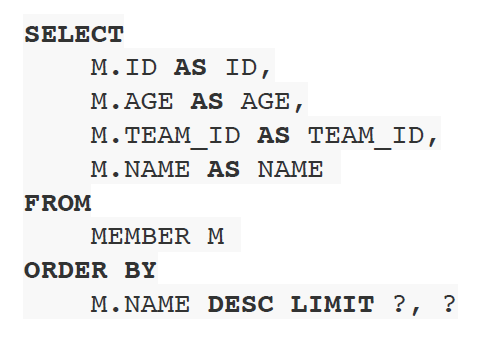 SELECT
M.ID AS ID,
M.AGE AS AGE,
M.TEAM_ID AS TEAM_ID,
M.NAME AS NAME
FROM
MEMBER M
ORDER BY
M.NAME DESC LIMIT ?, ?